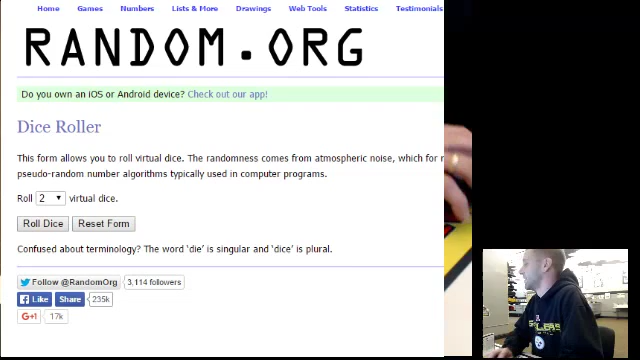 Home Games Numbers Lists & More Drawings Web Tools Statistics Testimonials
RANDOM.ORG
Do you own an iOS or Android device? Check out our app!
Dice Roller
This form allows you to roll virtual dice. The randomness comes from atmospheric noise, which for
pseudo-random number algorithms typically used in computer programs.
Roll 2 virtual dice.
Roll Dice Reset Form
Confused about terminology? The word 'die' is singular and 'dice' is plural.
Follow @RandomOrg 3,114 followers
Like Share 235k
G+1 17k